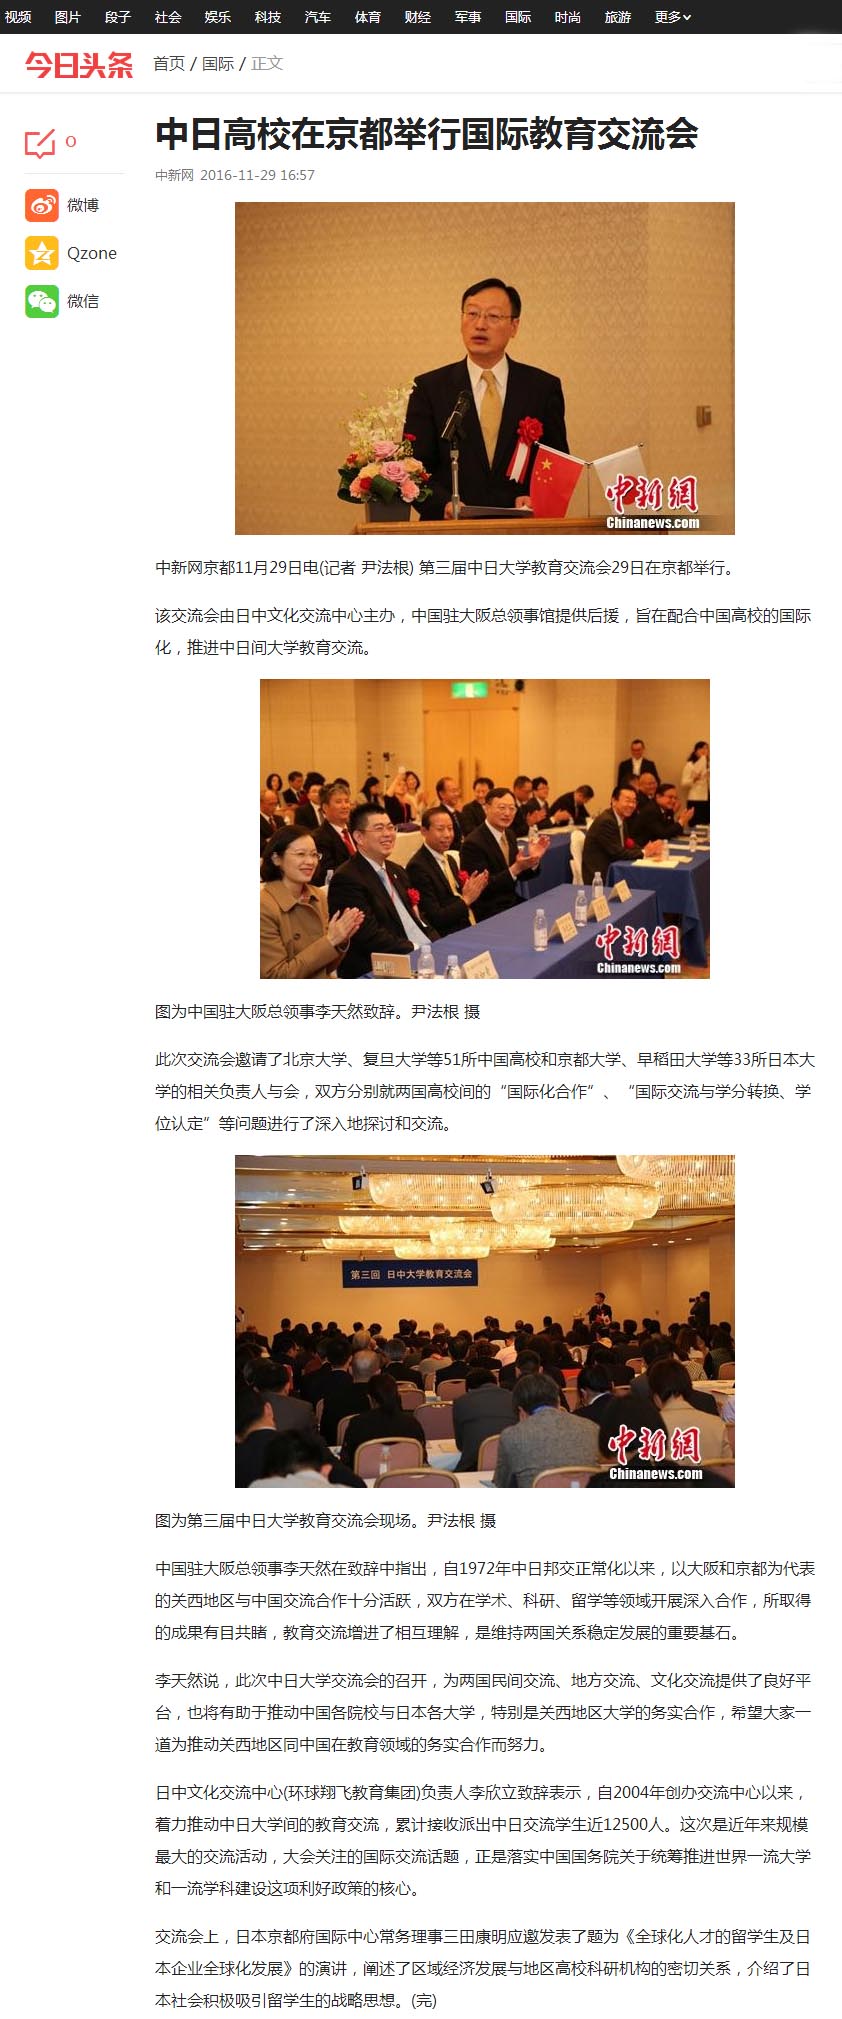 视频 图片 段子 社会 娱乐 科技 汽车 体育 财经 军事 国际 时尚 旅游 更多
今日头条 首页 / 国际 / 正文
0
微博
Qzone
微信
中日高校在京都举行国际教育交流会
中新网 2016-11-29 16:57
中新網
Chinanews.com
中新网京都11月29日电(记者 尹法根) 第三届中日大学教育交流会29日在京都举行。
该交流会由日中文化交流中心主办，中国驻大阪总领事馆提供后援，旨在配合中国高校的国际
化，推进中日间大学教育交流。
中新網
Chinanews.com
图为中国驻大阪总领事李天然致辞。尹法根 摄
此次交流会邀请了北京大学、复旦大学等51所中国高校和京都大学、早稻田大学等33所日本大
学的相关负责人与会，双方分别就两国高校间的“国际化合作”、“国际交流与学分转换、学
位认定”等问题进行了深入地探讨和交流。
第三回 日中大学教育交流会
中新網
Chinanews.com
图为第三届中日大学教育交流会现场。尹法根 摄
中国驻大阪总领事李天然在致辞中指出，自1972年中日邦交正常化以来，以大阪和京都为代表
的关西地区与中国交流合作十分活跃，双方在学术、科研、留学等领域开展深入合作，所取得
的成果有目共睹，教育交流增进了相互理解，是维持两国关系稳定发展的重要基石。
李天然说，此次中日大学交流会的召开，为两国民间交流、地方交流、文化交流提供了良好平
台，也将有助于推动中国各院校与日本各大学，特别是关西地区大学的务实合作，希望大家一
道为推动关西地区同中国在教育领域的务实合作而努力。
日中文化交流中心(环球翔飞教育集团)负责人李欣立致辞表示，自2004年创办交流中心以来，
着力推动中日大学间的教育交流，累计接收派出中日交流学生近12500人。这次是近年来规模
最大的交流活动，大会关注的国际交流话题，正是落实中国国务院关于统筹推进世界一流大学
和一流学科建设这项利好政策的核心。
交流会上，日本京都府国际中心常务理事三田康明应邀发表了题为《全球化人才的留学生及日
本企业全球化发展》的演讲，阐述了区域经济发展与地区高校科研机构的密切关系，介绍了日
本社会积极吸引留学生的战略思想。(完)